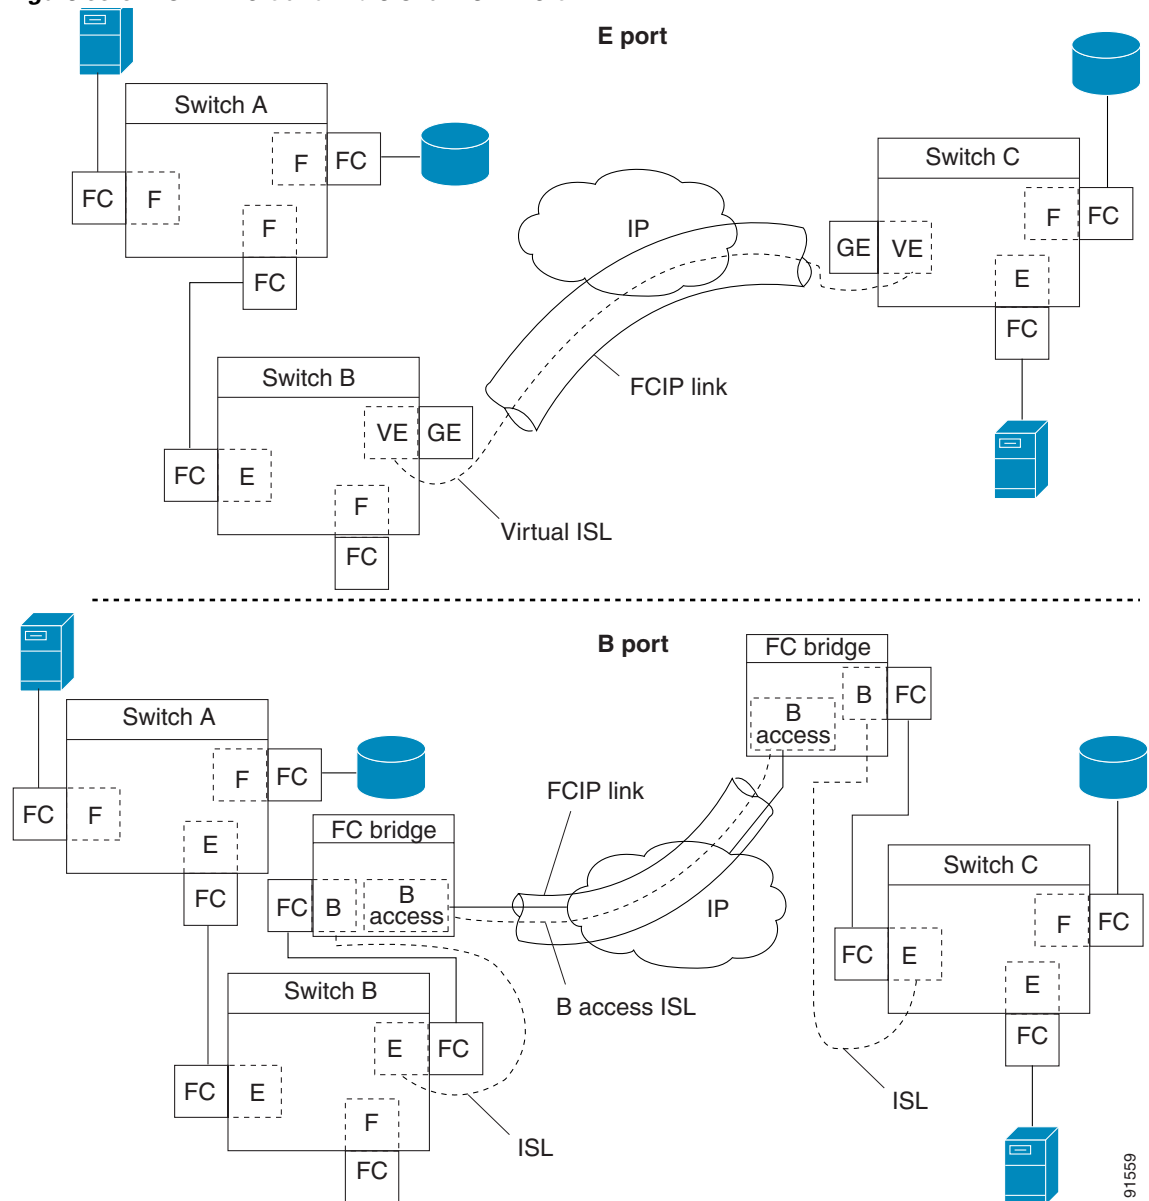 E port
Switch A
F
FC
FC
F
F
FC
IP
Switch C
F
FC
GE
VE
E
FC
FCIP link
Switch B
VE
GE
FC
E
F
FC
Virtual ISL
B port
FC bridge
B
FC
B
access
Switch A
F
FC
FC
F
E
FC
FCIP link
FC bridge
FC
B
B
access
IP
Switch C
F
FC
FC
E
E
FC
B access ISL
Switch B
E
FC
FC
E
F
FC
ISL
ISL
91559